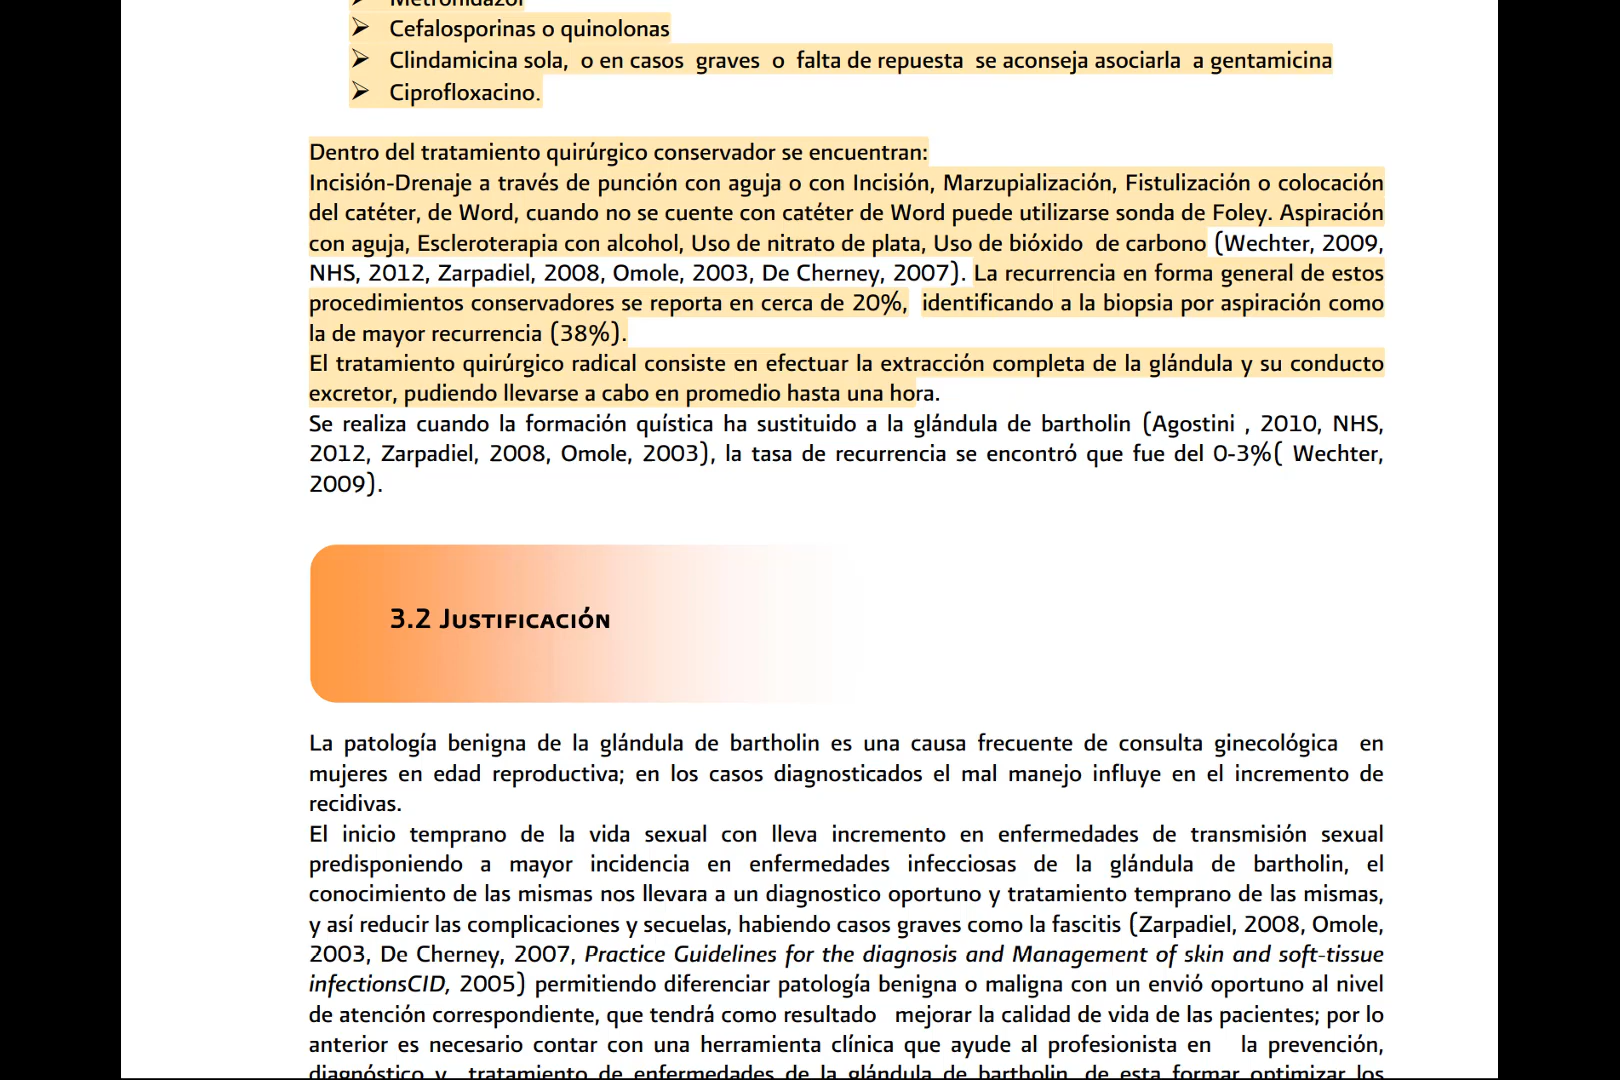 Metronidazol
➢ Cefalosporinas o quinolonas
➢ Clindamicina sola, o en casos graves o falta de repuesta se aconseja asociarla a gentamicina
➢ Ciprofloxacino.
Dentro del tratamiento quirúrgico conservador se encuentran:
Incisión-Drenaje a través de punción con aguja o con Incisión, Marzupialización, Fistulización o colocación
del catéter, de Word, cuando no se cuente con catéter de Word puede utilizarse sonda de Foley. Aspiración
con aguja, Escleroterapia con alcohol, Uso de nitrato de plata, Uso de bióxido de carbono (Wechter, 2009,
NHS, 2012, Zarpadiel, 2008, Omole, 2003, De Cherney, 2007). La recurrencia en forma general de estos
procedimientos conservadores se reporta en cerca de 20%, identificando a la biopsia por aspiración como
la de mayor recurrencia (38%).
El tratamiento quirúrgico radical consiste en efectuar la extracción completa de la glándula y su conducto
excretor, pudiendo llevarse a cabo en promedio hasta una hora.
Se realiza cuando la formación quística ha sustituido a la glándula de bartholin (Agostini , 2010, NHS,
2012, Zarpadiel, 2008, Omole, 2003), la tasa de recurrencia se encontró que fue del 0-3%( Wechter,
2009).
3.2 Justificación
La patología benigna de la glándula de bartholin es una causa frecuente de consulta ginecológica en
mujeres en edad reproductiva; en los casos diagnosticados el mal manejo influye en el incremento de
recidivas.
El inicio temprano de la vida sexual con lleva incremento en enfermedades de transmisión sexual
predisponiendo a mayor incidencia en enfermedades infecciosas de la glándula de bartholin, el
conocimiento de las mismas nos llevara a un diagnostico oportuno y tratamiento temprano de las mismas,
y así reducir las complicaciones y secuelas, habiendo casos graves como la fascitis (Zarpadiel, 2008, Omole,
2003, De Cherney, 2007, Practice Guidelines for the diagnosis and Management of skin and soft-tissue
infectionsCID, 2005) permitiendo diferenciar patología benigna o maligna con un envió oportuno al nivel
de atención correspondiente, que tendrá como resultado mejorar la calidad de vida de las pacientes; por lo
anterior es necesario contar con una herramienta clínica que ayude al profesionista en la prevención,
diagnóstico y tratamiento de enfermedades de la glándula de bartholin, de esta formar optimizar los